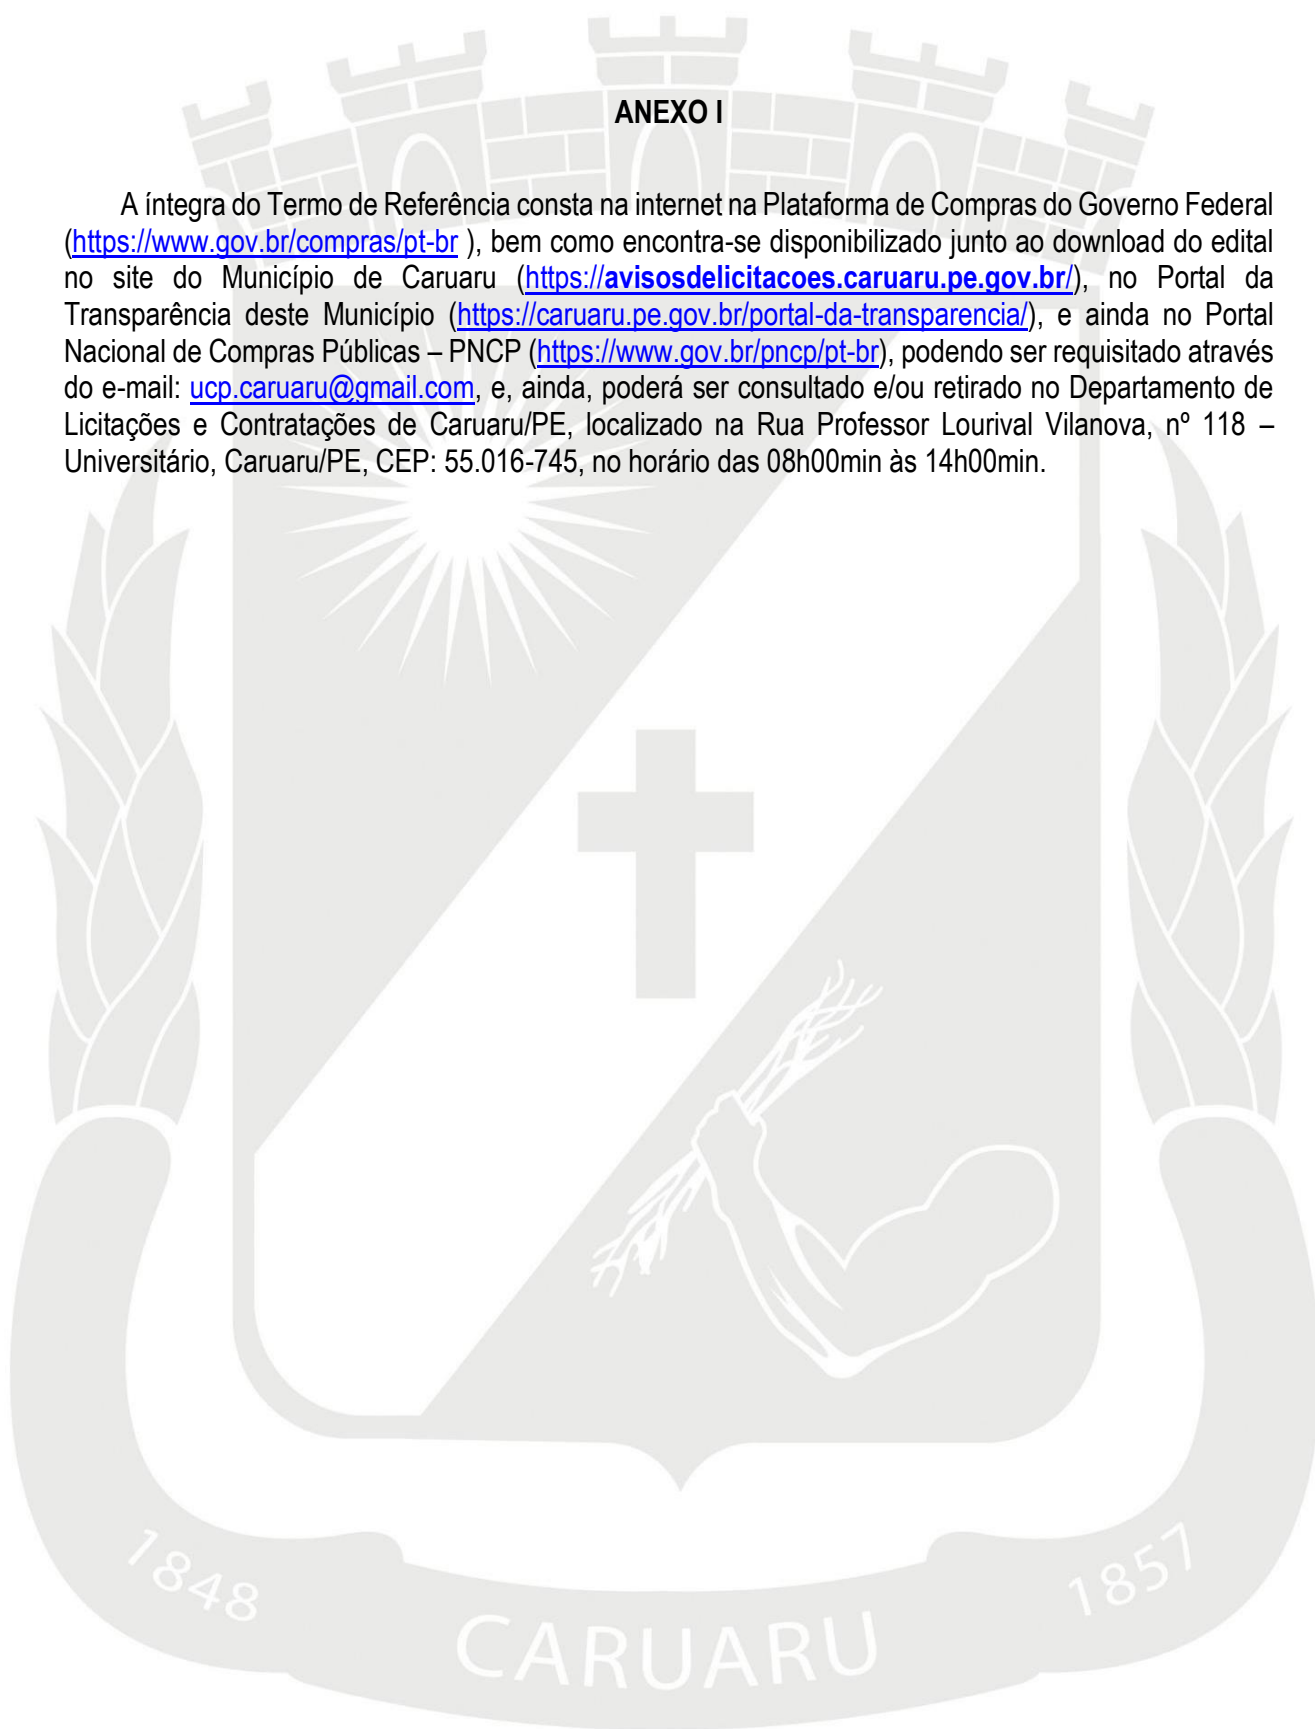 ANEXO I
A íntegra do Termo de Referência consta na internet na Plataforma de Compras do Governo Federal
(https://www.gov.br/compras/pt-br ), bem como encontra-se disponibilizado junto ao download do edital
no site do Município de Caruaru (https://avisosdelicitacoes.caruaru.pe.gov.br/), no Portal da
Transparência deste Município (https://caruaru.pe.gov.br/portal-da-transparencia/), e ainda no Portal
Nacional de Compras Públicas – PNCP (https://www.gov.br/pncp/pt-br), podendo ser requisitado através
do e-mail: ucp.caruaru@gmail.com, e, ainda, poderá ser consultado e/ou retirado no Departamento de
Licitações e Contratações de Caruaru/PE, localizado na Rua Professor Lourival Vilanova, nº 118 –
Universitário, Caruaru/PE, CEP: 55.016-745, no horário das 08h00min às 14h00min.
1848
CARUARU
1857